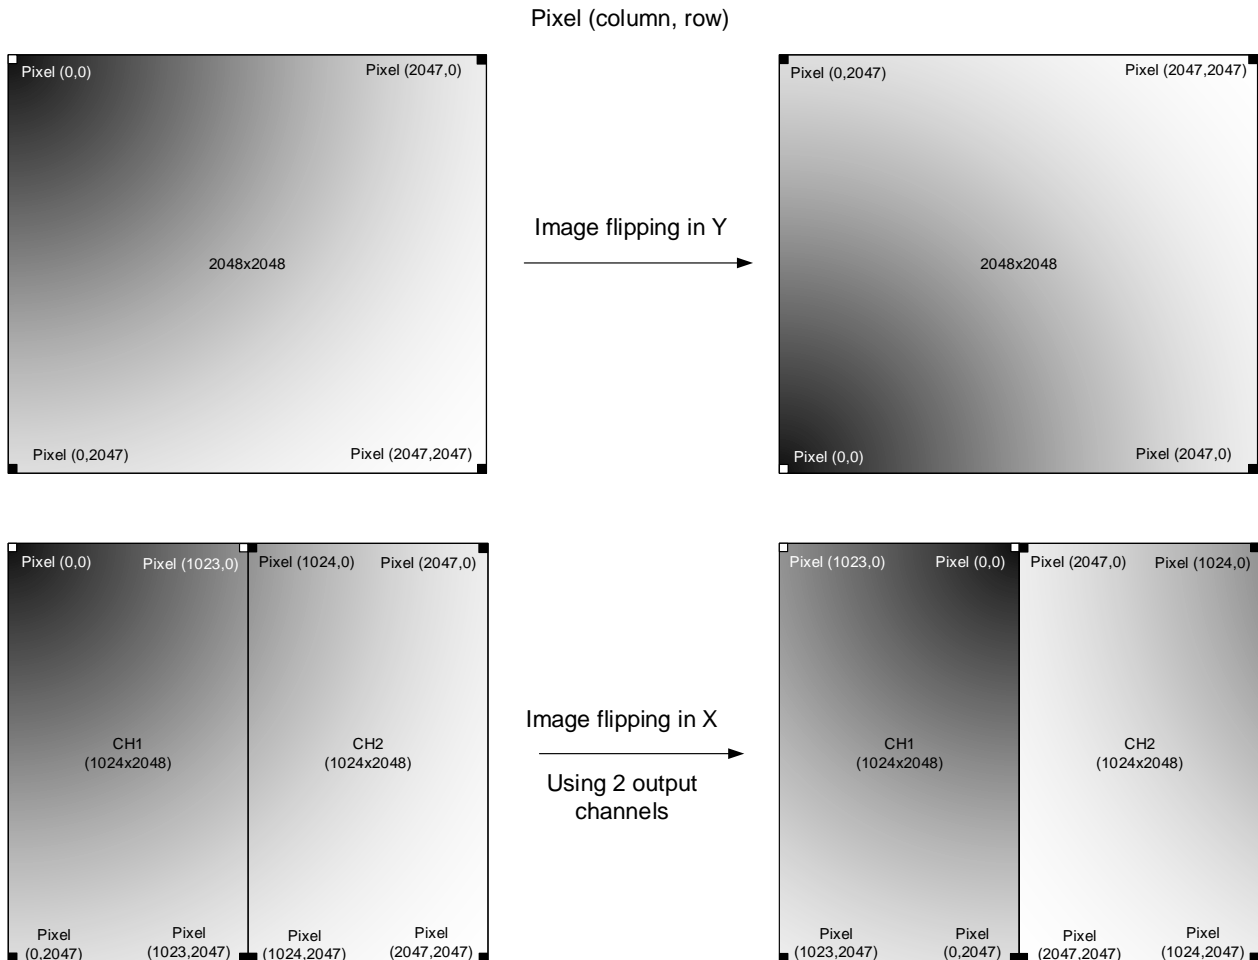 Pixel (column, row)
Pixel (0,0)
Pixel (2047,0)
2048x2048
Pixel (0,2047)
Pixel (2047,2047)
Image flipping in Y
Pixel (0,2047)
Pixel (2047,2047)
2048x2048
Pixel (0,0)
Pixel (2047,0)
Pixel (0,0)
Pixel (1023,0)
Pixel (1024,0)
Pixel (2047,0)
CH1
(1024x2048)
CH2
(1024x2048)
Pixel
(0,2047)
Pixel
(1023,2047)
Pixel
(1024,2047)
Pixel
(2047,2047)
Image flipping in X
Using 2 output
channels
Pixel (1023,0)
Pixel (0,0)
Pixel (2047,0)
Pixel (1024,0)
CH1
(1024x2048)
CH2
(1024x2048)
Pixel
(1023,2047)
Pixel
(0,2047)
Pixel
(2047,2047)
Pixel
(1024,2047)